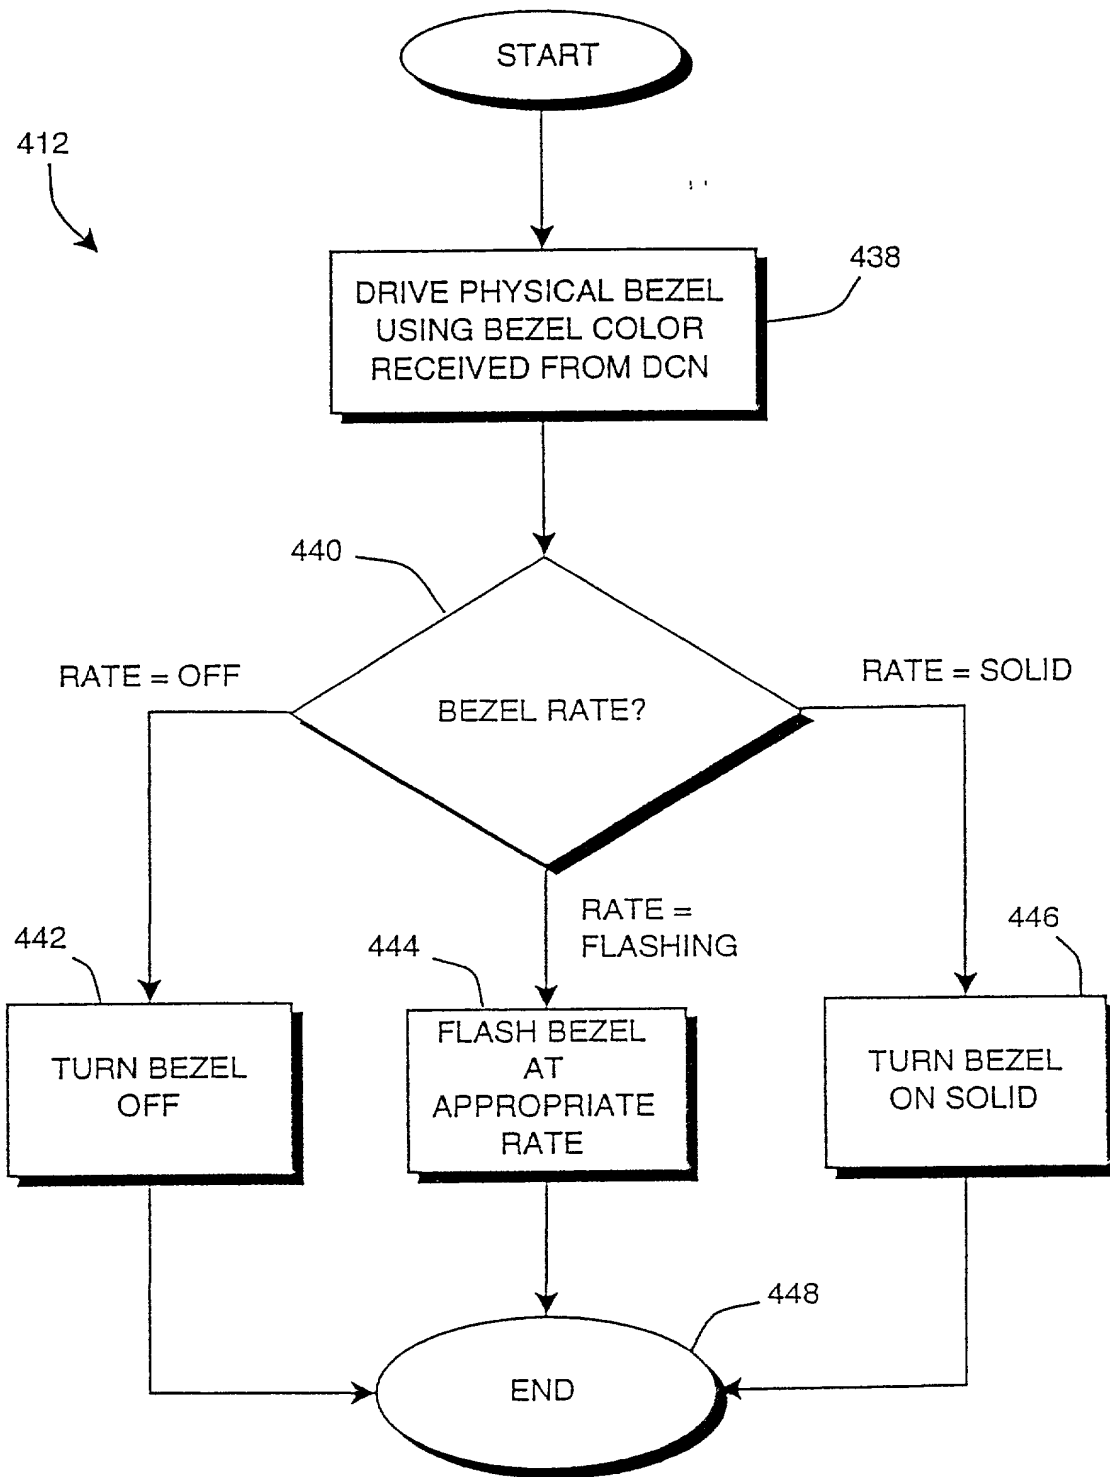 START
412
438
DRIVE PHYSICAL BEZEL
USING BEZEL COLOR
RECEIVED FROM DCN
440
RATE = OFF
BEZEL RATE?
RATE = SOLID
RATE =
FLASHING
442
TURN BEZEL
OFF
444
FLASH BEZEL
AT
APPROPRIATE
RATE
446
TURN BEZEL
ON SOLID
448
END